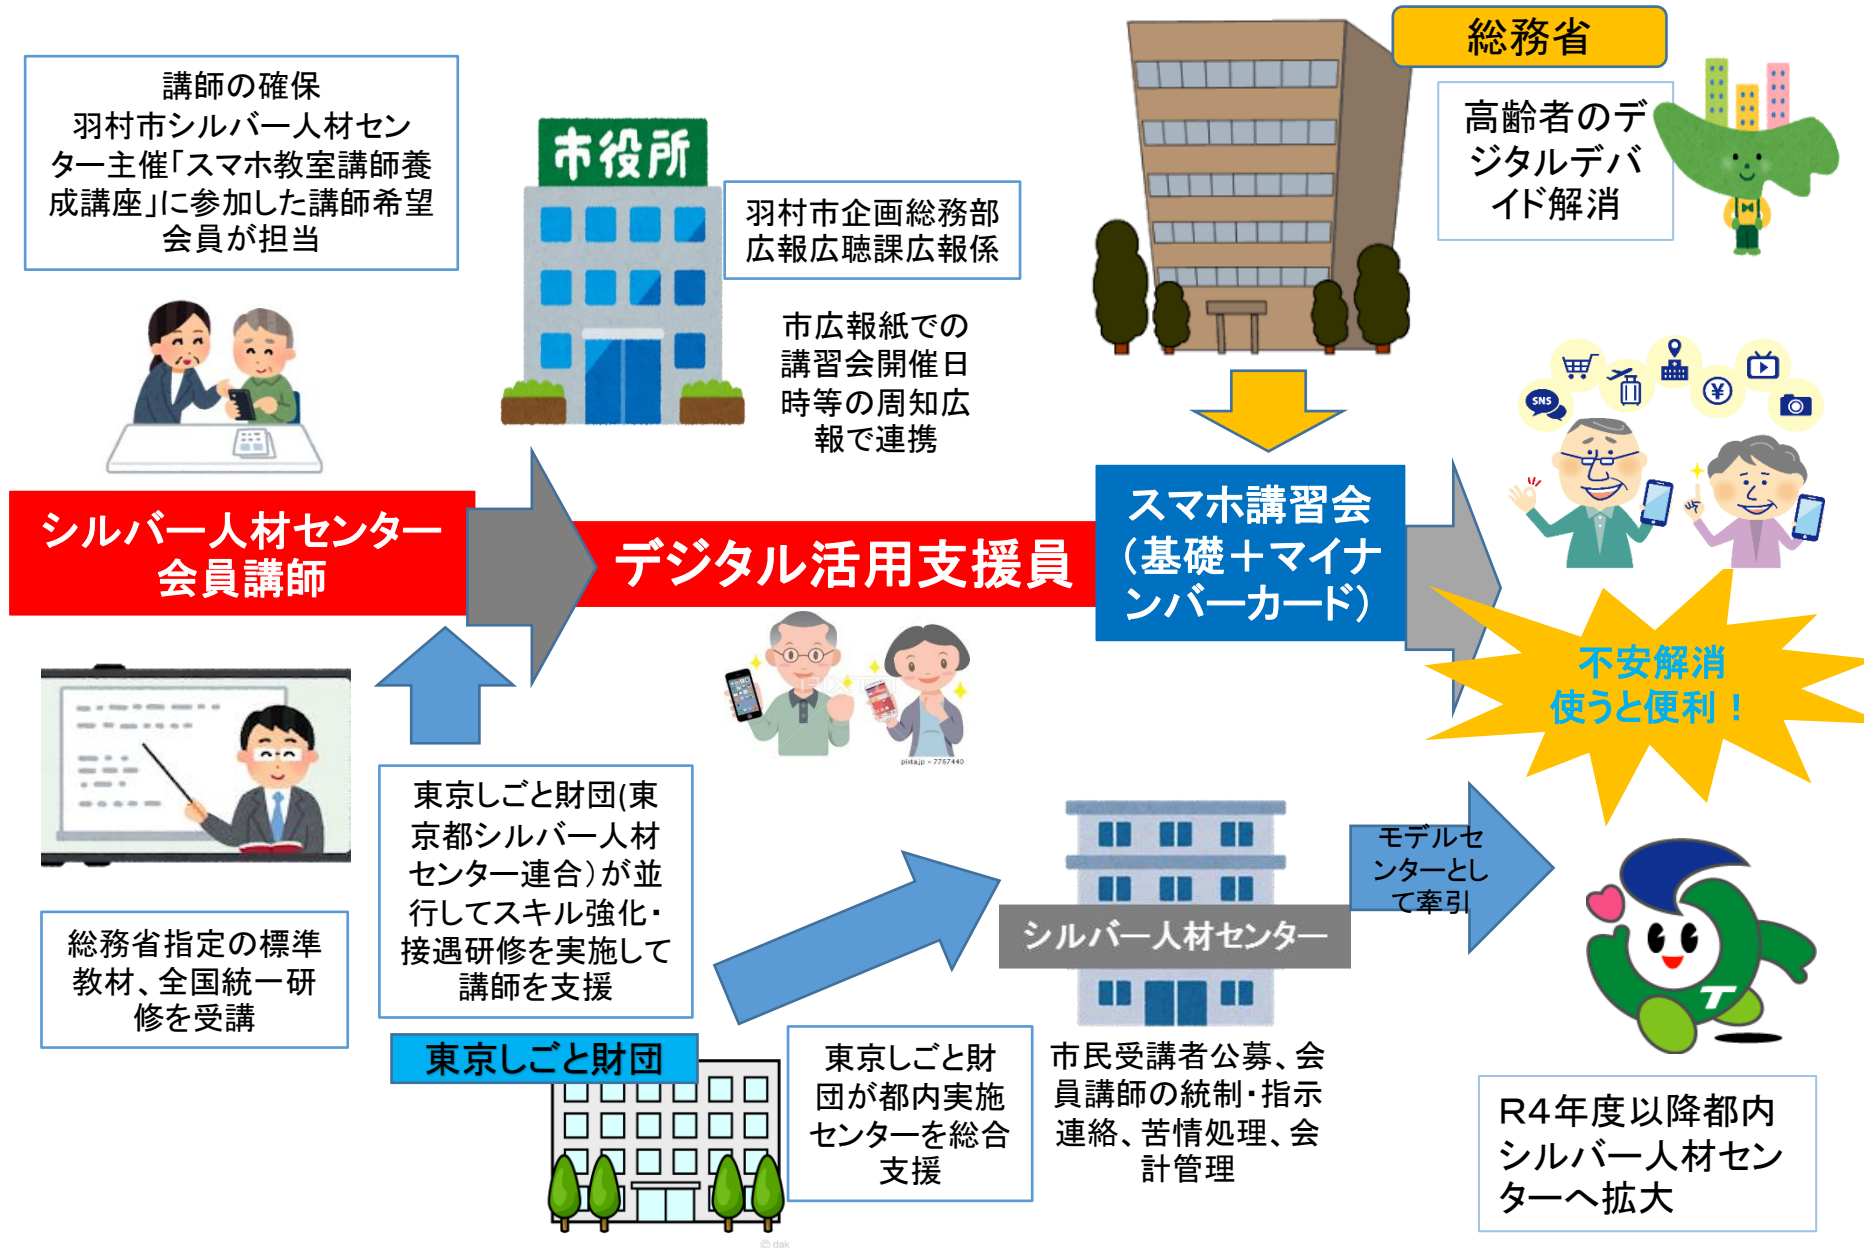 講師の確保
羽村市シルバー人材セン
ター主催「スマホ教室講師養
成講座」に参加した講師希望
会員が担当
市役所
羽村市企画総務部
広報広聴課広報係
市広報紙での
講習会開催日
時等の周知広
報で連携
総務省
高齢者のデ
ジタルデバ
イド解消
SNS
シルバー人材センター
会員講師
デジタル活用支援員
スマホ講習会
（基礎＋マイナ
ンバーカード）
不安解消
使うと便利！
PIXTA
pixta.jp - 7767440
総務省指定の標準
教材、全国統一研
修を受講
東京しごと財団(東
京都シルバー人材
センター連合）が並
行してスキル強化・
接遇研修を実施して
講師を支援
東京しごと財団
© dak
東京しごと財
団が都内実施
センターを総合
支援
シルバー人材センター
市民受講者公募、会
員講師の統制・指示
連絡、苦情処理、会
計管理
モデルセ
ンターとし
て牽引
T
R4年度以降都内
シルバー人材セン
ターへ拡大